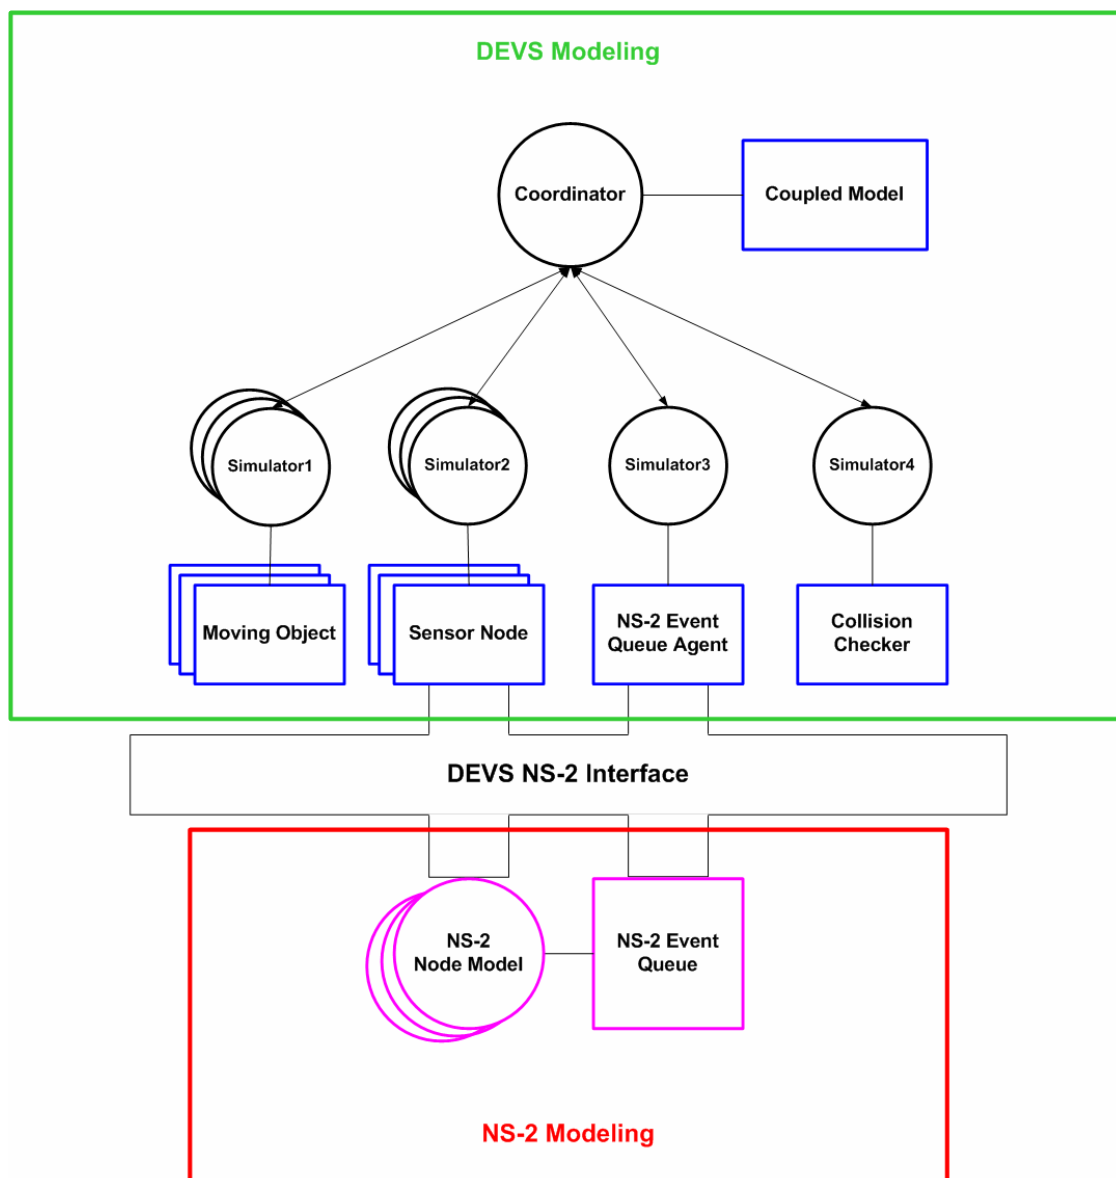 DEVS Modeling
Coordinator
Coupled Model
Simulator1
Simulator2
Simulator3
Simulator4
Moving Object
Sensor Node
NS-2 Event
Queue Agent
Collision
Checker
DEVS NS-2 Interface
NS-2
Node Model
NS-2 Event
Queue
NS-2 Modeling